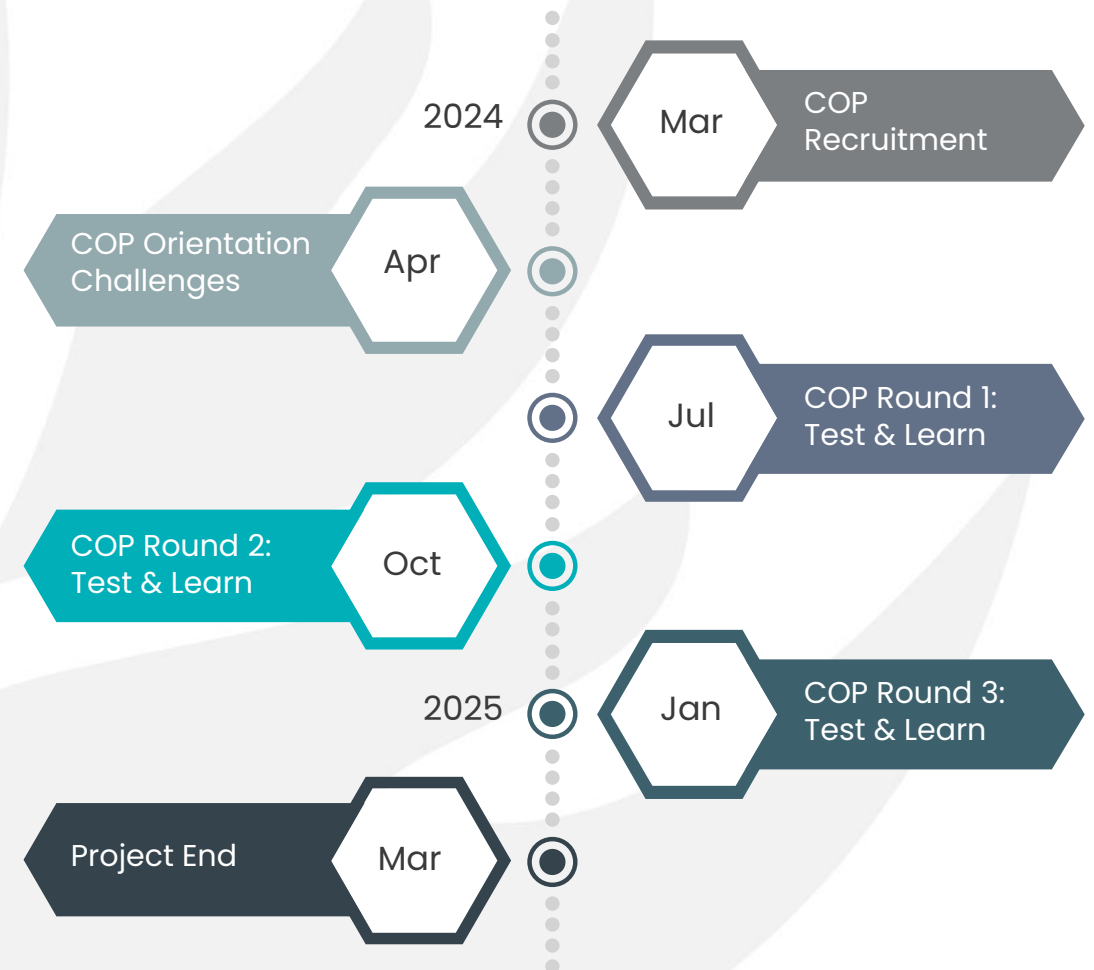 2024
Mar
COP
Recruitment
COP Orientation
Challenges
Apr
Jul
COP Round 1:
Test & Learn
COP Round 2:
Test & Learn
Oct
2025
Jan
COP Round 3:
Test & Learn
Project End
Mar